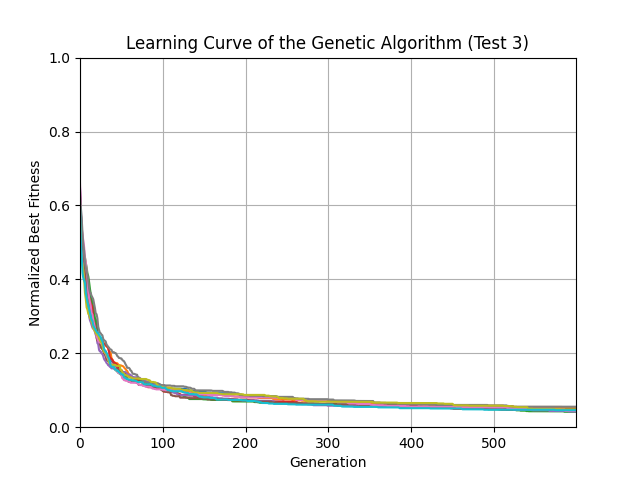 Learning Curve of the Genetic Algorithm (Test 3)
1.0
0.8
0.6
0.4
0.2
0.0
Normalized Best Fitness
0 100 200 300 400 500
Generation